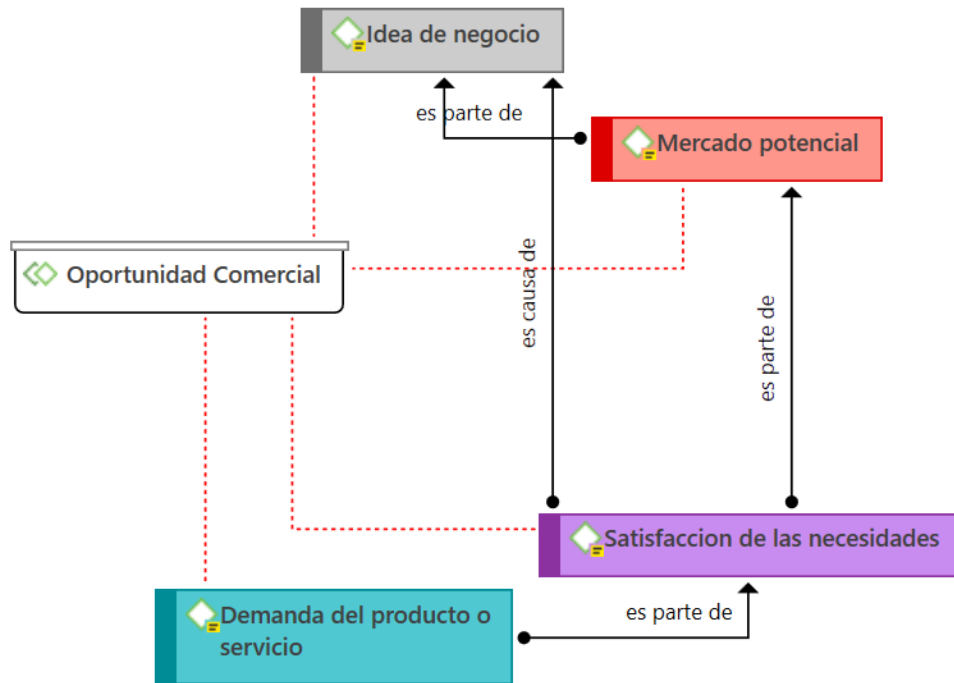 Idea de negocio
es parte de
Mercado potencial
Oportunidad Comercial
es causa de
es parte de
Satisfaccion de las necesidades
Demanda del producto o
servicio
es parte de